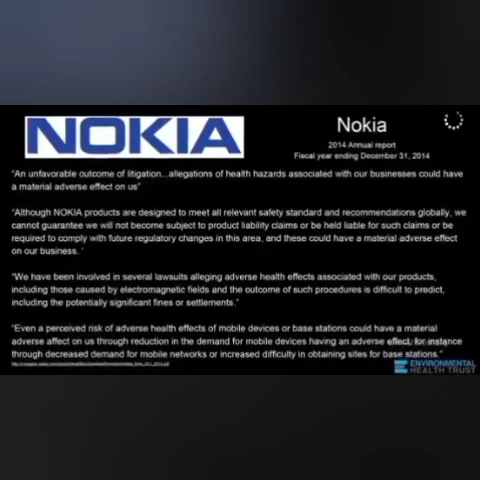 NOKIA
Nokia
2014 Annual report
Fiscal year ending December 31, 2014
"An unfavorable outcome of litigation...allegations of health hazards associated with our businesses could have
a material adverse effect on us"
"Although NOKIA products are designed to meet all relevant safety standard and recommendations globally, we
cannot guarantee we will not become subject to product liability claims or be held liable for such claims or be
required to comply with future regulatory changes in this area, and these could have a material adverse effect
on our business. "
"We have been involved in several lawsuits alleging adverse health effects associated with our products,
including those caused by electromagnetic fields and the outcome of such procedures is difficult to predict,
including the potentially significant fines or settlements."
"Even a perceived risk of adverse health effects of mobile devices or base stations could have a material
adverse affect on us through reduction in the demand for mobile devices having an adverse effect, for instance
through decreased demand for mobile networks or increased difficulty in obtaining sites for base stations."
ENVIRONMENTAL
HEALTH TRUST